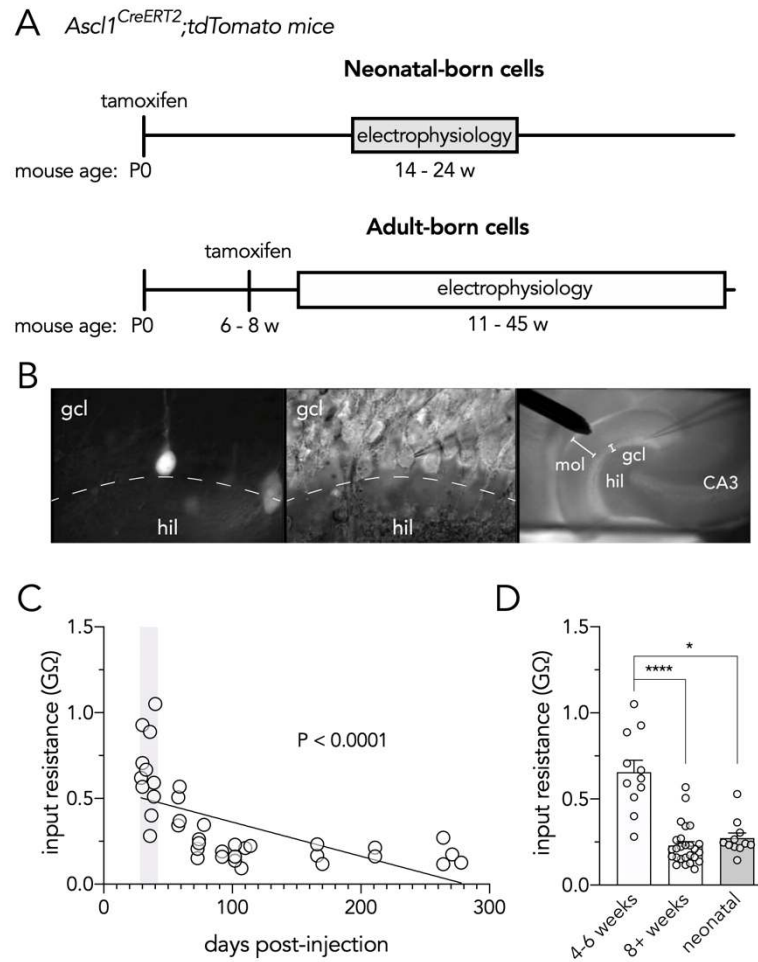 A Ascl1CreERT2;tdTomato mice
Neonatal-born cells
tamoxifen
electrophysiology
mouse age: P0 14 - 24 w
Adult-born cells
tamoxifen
electrophysiology
mouse age: P0 6 - 8 w 11 - 45 w
B
gcl gcl
mol gcl
hil CA3
hil hil
C
input resistance (GΩ)
1.5
1.0
0.5
0.0
P < 0.0001
0 100 200 300
days post-injection
D
input resistance (GΩ)
1.5
1.0
0.5
0.0
*
****
4-6 weeks
8+ weeks
neonatal